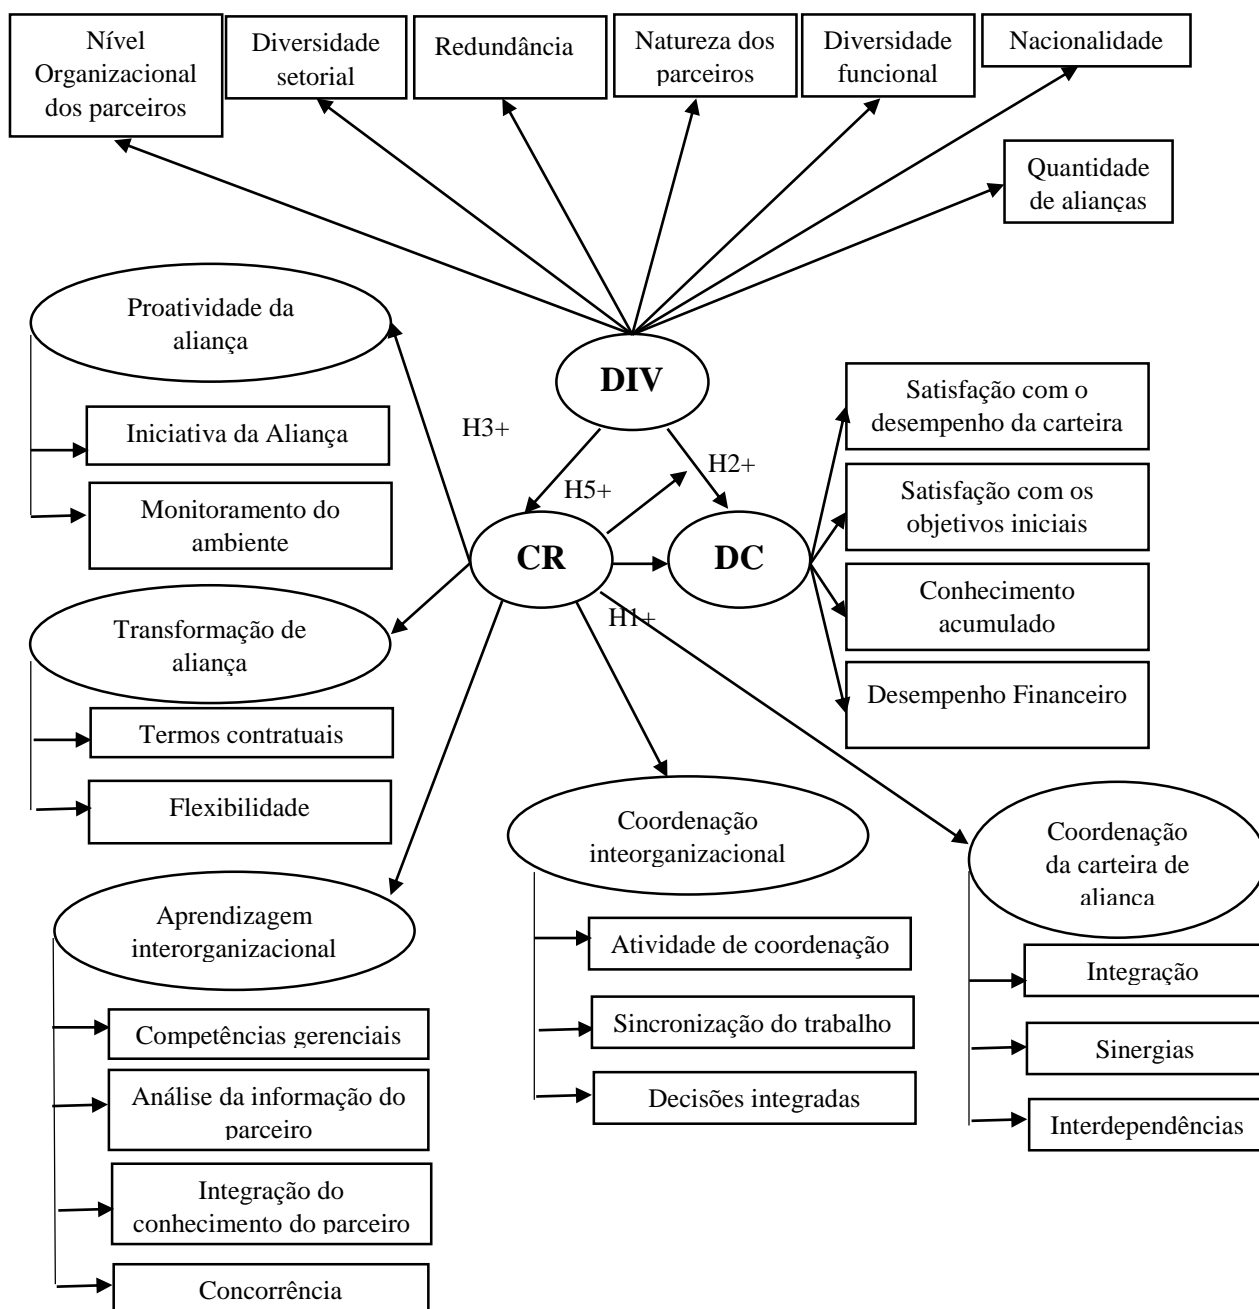 Nível
Organizacional
dos parceiros
Diversidade
setorial
Redundância
Natureza dos
parceiros
Diversidade
funcional
Nacionalidade
Quantidade
de alianças
Proatividade da
aliança
DIV
Satisfação com o
desempenho da carteira
Iniciativa da Aliança
H3+
H2+
Monitoramento do
ambiente
H5+
Satisfação com os
objetivos iniciais
CR
DC
Conhecimento
acumulado
H1+
Transformação de
aliança
Desempenho Financeiro
Termos contratuais
Flexibilidade
Coordenação
inteorganizacional
Coordenação
da carteira de
aliança
Aprendizagem
interorganizacional
Atividade de coordenação
Integração
Competências gerenciais
Sincronização do trabalho
Sinergias
Análise da informação do
parceiro
Decisões integradas
Interdependências
Integração do
conhecimento do parceiro
Concorrência